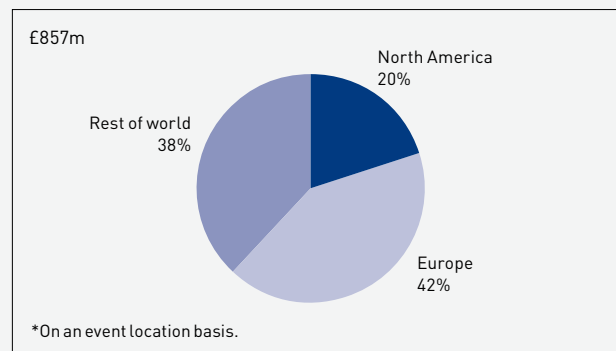 £857m
North America
20%
Rest of world
38%
Europe
42%
*On an event location basis.